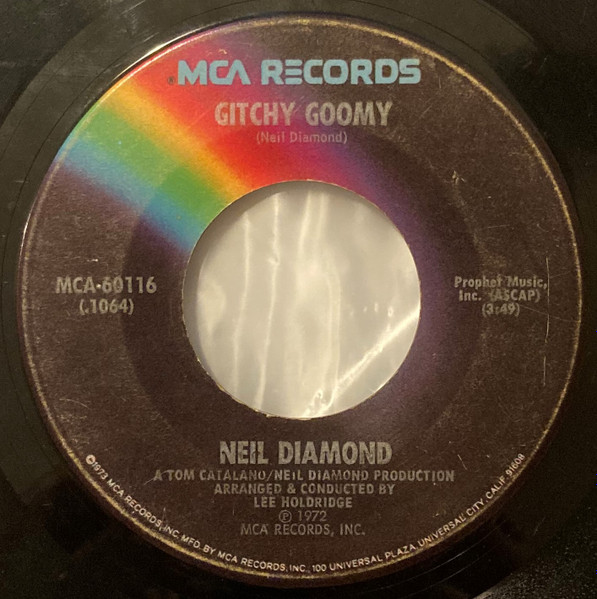 ®MCA RECORDS
GITCHY GOOMY
(Neil Diamond)
MCA-60116
(.1064)
Prophet Music,
Inc. (ASCAP)
(3:49)
NEIL DIAMOND
A TOM CATALANO/NEIL DIAMOND PRODUCTION
ARRANGED & CONDUCTED BY
LEE HOLDRIDGE
℗ 1972
MCA RECORDS, INC.
©1973 MCA RECORDS, INC. MFD. BY MCA RECORDS, INC. 100 UNIVERSAL PLAZA, UNIVERSAL CITY, CALIF. 91608